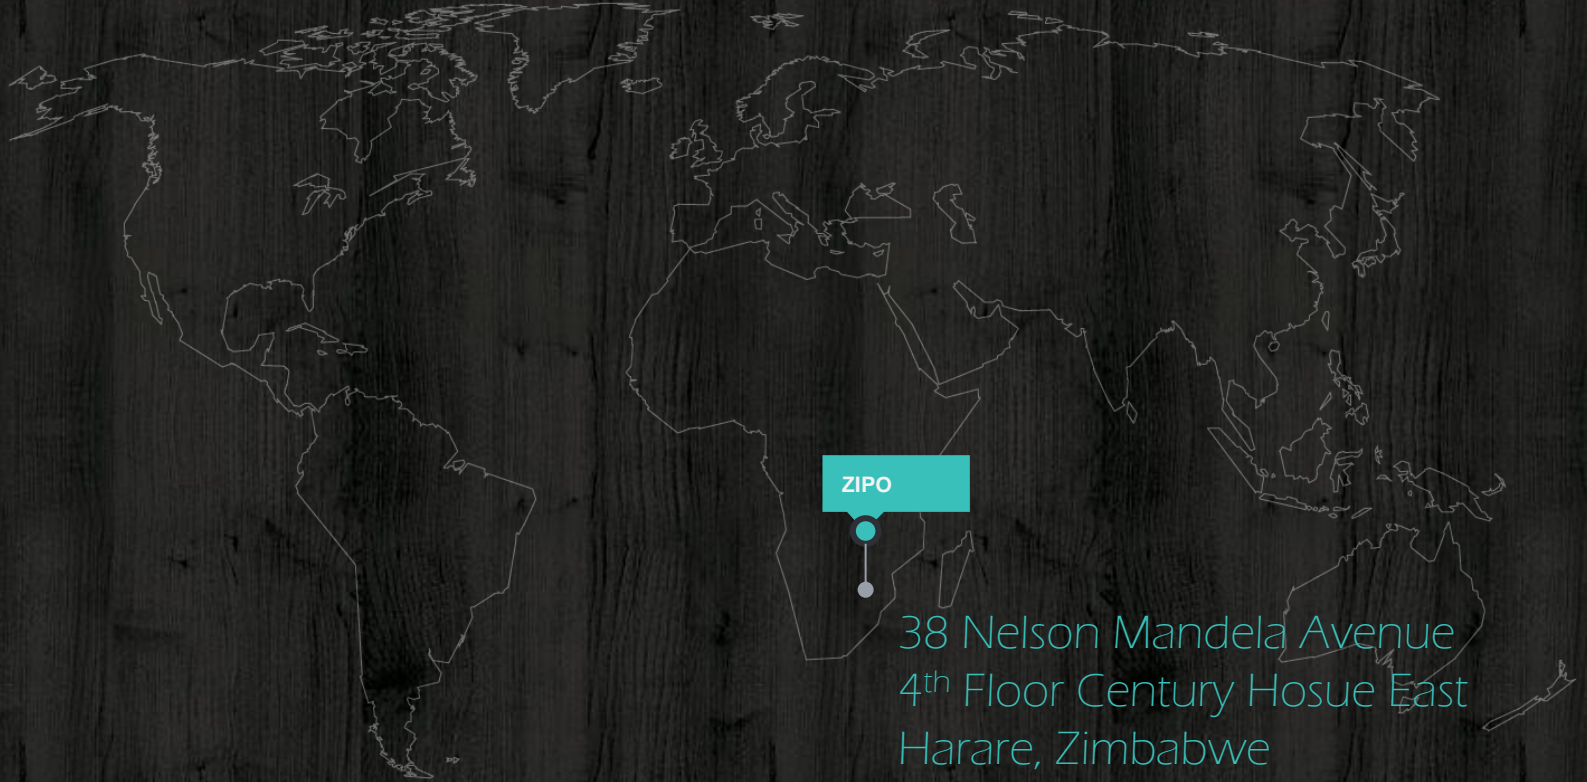 ZIPO
38 Nelson Mandela Avenue
4th Floor Century Hosue East
Harare, Zimbabwe